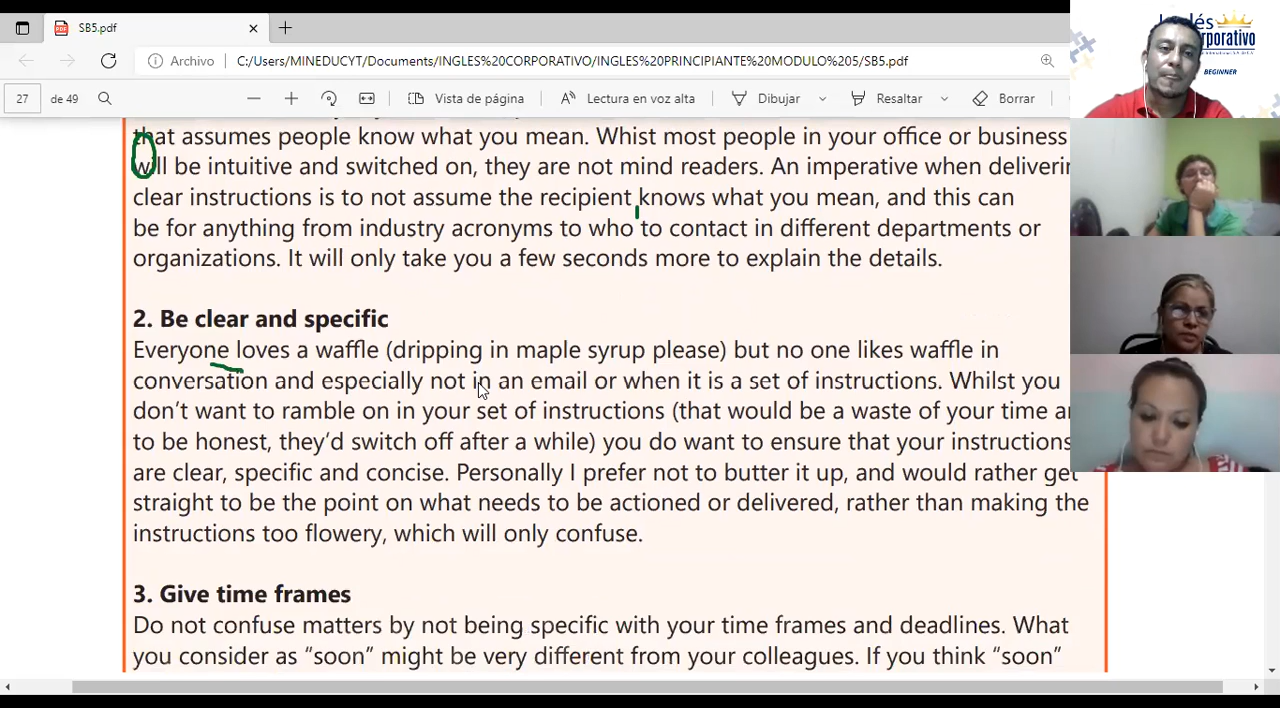 SB5.pdf
Archivo C:/Users/MINEDUCYT/Documents/INGLES%20CORPORATIVO/INGLES%20PRINCIPIANTE%20MODULO%205/SB5.pdf
27 de 49 Vista de página Lectura en voz alta Dibujar Resaltar Borrar
that assumes people know what you mean. Whist most people in your office or business
will be intuitive and switched on, they are not mind readers. An imperative when
clear instructions is to not assume the recipient knows what you mean, and this can
be for anything from industry acronyms to who to contact in different departments or
organizations. It will only take you a few seconds more to explain the details.
2. Be clear and specific
Everyone loves a waffle (dripping in maple syrup please) but no one likes waffle in
conversation and especially not in an email or when it is a set of instructions. Whilst you
don't want to ramble on in your set of instructions (that would be a waste of your time
to be honest, they'd switch off after a while) you do want to ensure that your instructions
are clear, specific and concise. Personally I prefer not to butter it up, and would rather get
straight to be the point on what needs to be actioned or delivered, rather than making the
instructions too flowery, which will only confuse.
3. Give time frames
Do not confuse matters by not being specific with your time frames and deadlines. What
you consider as “soon” might be very different from your colleagues. If you think “soon”
BEGINNER